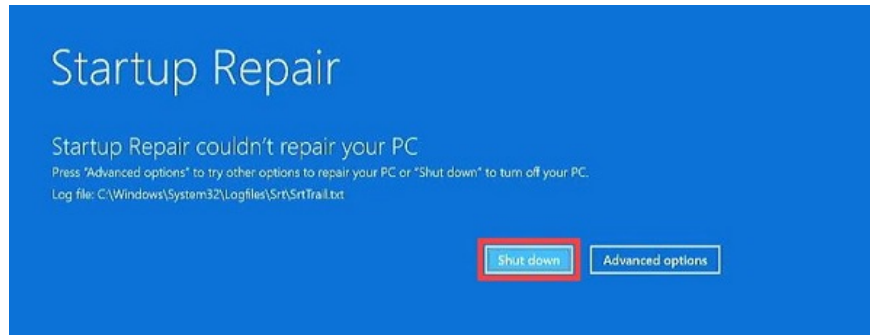 Startup Repair
Startup Repair couldn't repair your PC
Press "Advanced options" to try other options to repair your PC or "Shut down" to turn off your PC.
Log file: C:\Windows\System32\Logfiles\Srt\SrtTrail.txt
Shut down Advanced options